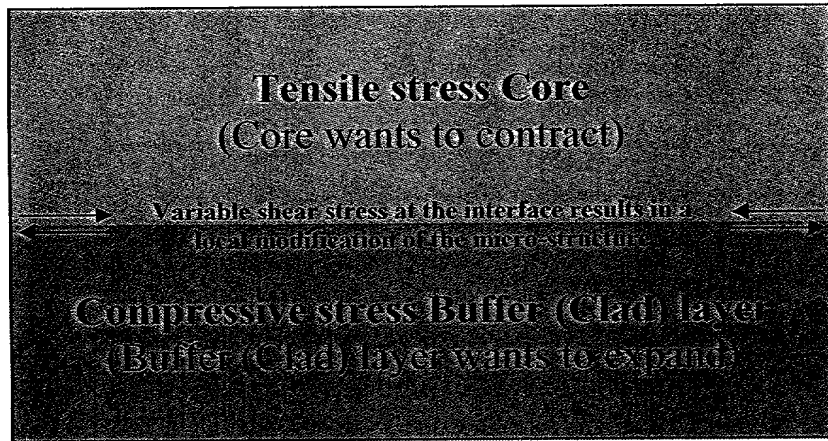 Tensile stress Core
(Core wants to contract)
Variable shear stress at the interface results in a
local modification of the micro-structure
Compressive stress Buffer (Clad) layer
(Buffer (Clad) layer wants to expand)